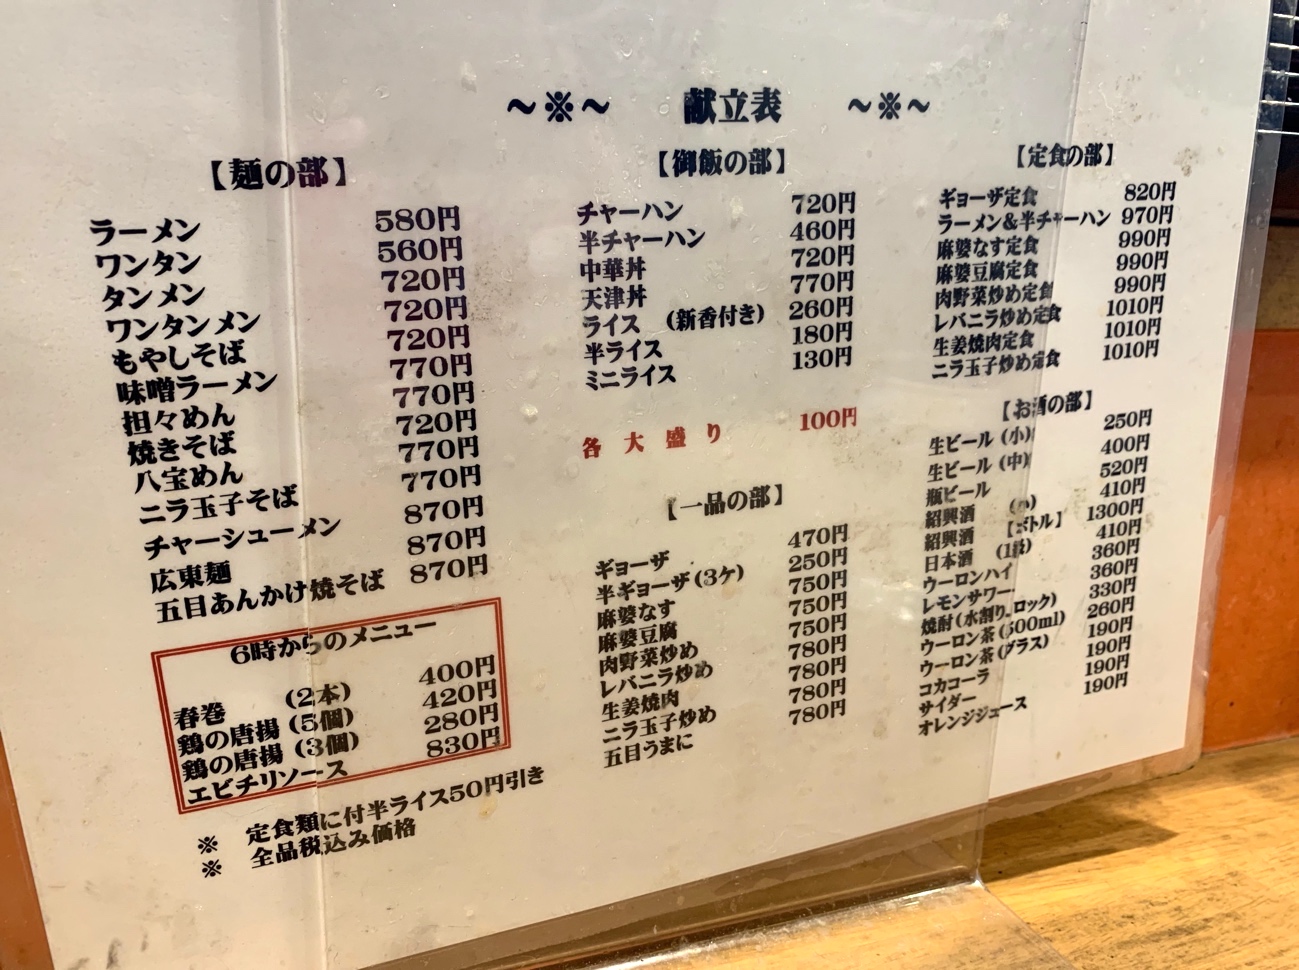 ～※～ 献立表 ～※～
【麺の部】
ラーメン 580円
ワンタン 560円
タンメン 720円
ワンタンメン 720円
もやしそば 720円
味噌ラーメン 770円
担々めん 770円
焼きそば 720円
八宝めん 770円
ニラ玉子そば 770円
チャーシューメン 870円
広東麺 870円
五目あんかけ焼そば 870円
6時からのメニュー
春巻 (2本) 400円
鶏の唐揚 (5個) 420円
鶏の唐揚 (3個) 280円
エビチリソース 830円
※ 定食類に付半ライス50円引き
※ 全品税込み価格
【御飯の部】
チャーハン 720円
半チャーハン 460円
中華丼 720円
天津丼 770円
ライス (新香付き) 260円
半ライス 180円
ミニライス 130円
各大盛り 100円
【一品の部】
ギョーザ 470円
半ギョーザ(3ケ) 250円
麻婆なす 750円
麻婆豆腐 750円
肉野菜炒め 750円
レバニラ炒め 780円
生姜焼肉 780円
ニラ玉子炒め 780円
五目うまに 780円
【定食の部】
ギョーザ定食 820円
ラーメン&半チャーハン 970円
麻婆なす定食 990円
麻婆豆腐定食 990円
肉野菜炒め定食 990円
レバニラ炒め定食 1010円
生姜焼肉定食 1010円
ニラ玉子炒め定食 1010円
【お酒の部】
生ビール (小) 250円
生ビール (中) 400円
瓶ビール 520円
紹興酒 (小) 410円
紹興酒 【ボトル】 1300円
日本酒 (1級) 410円
ウーロンハイ 360円
レモンサワー 360円
焼酎(水割り,ロック) 330円
ウーロン茶(500ml) 260円
ウーロン茶(グラス) 190円
コカコーラ 190円
サイダー 190円
オレンジジュース 190円